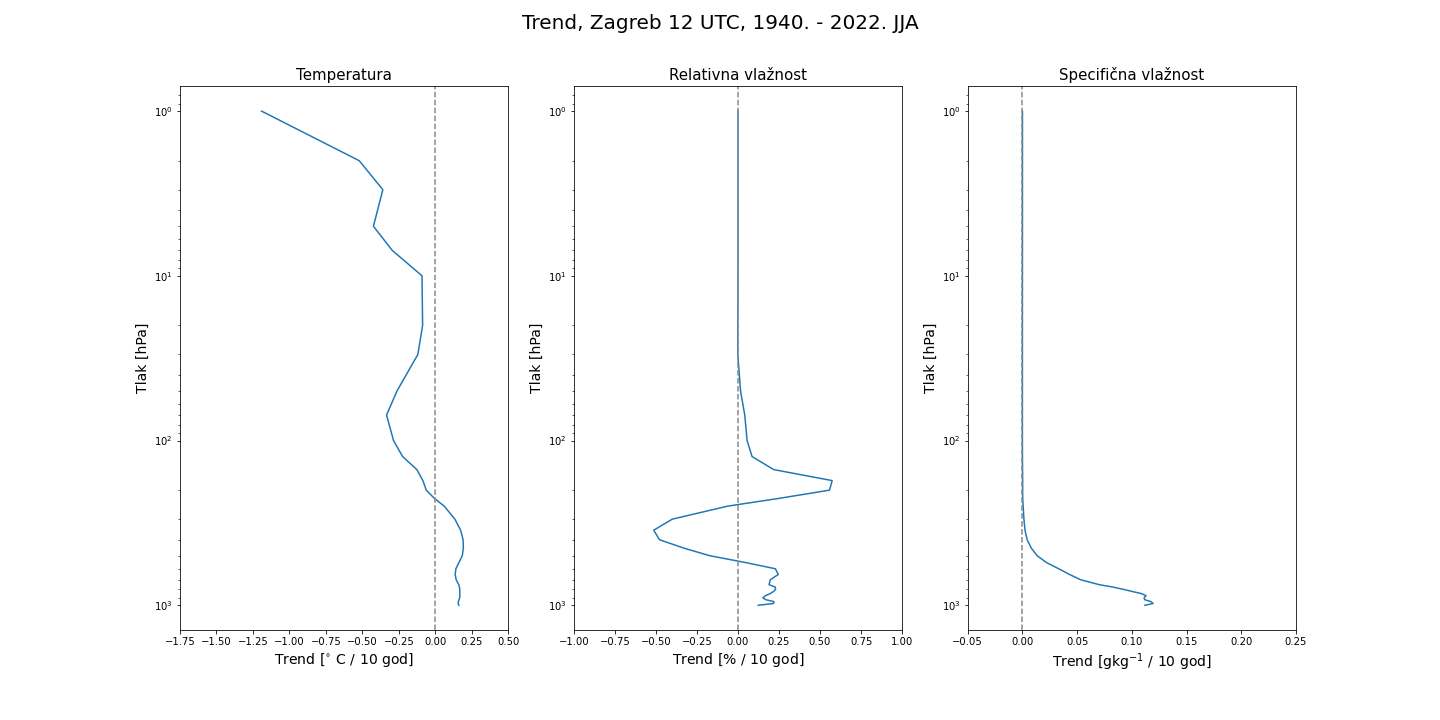 Trend, Zagreb 12 UTC, 1940. - 2022. JJA
Temperatura
10⁰
10¹
10²
10³
Tlak [hPa]
−1.75 −1.50 −1.25 −1.00 −0.75 −0.50 −0.25 0.00 0.25 0.50
Trend [° C / 10 god]
Relativna vlažnost
10⁰
10¹
10²
10³
Tlak [hPa]
−1.00 −0.75 −0.50 −0.25 0.00 0.25 0.50 0.75 1.00
Trend [% / 10 god]
Specifična vlažnost
10⁰
10¹
10²
10³
Tlak [hPa]
−0.05 0.00 0.05 0.10 0.15 0.20 0.25
Trend [gkg⁻¹ / 10 god]